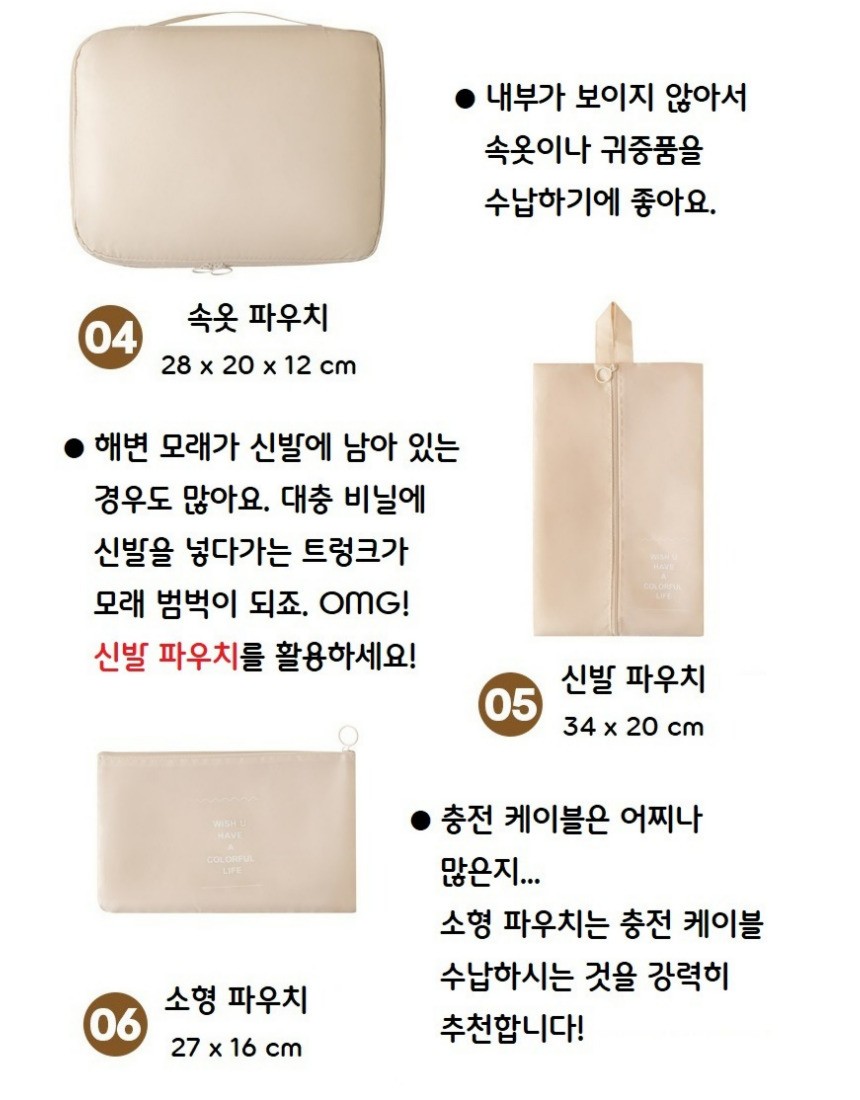 ● 내부가 보이지 않아서
속옷이나 귀중품을
수납하기에 좋아요.
04
속옷 파우치
28 x 20 x 12 cm
● 해변 모래가 신발에 남아 있는
경우도 많아요. 대충 비닐에
신발을 넣다가는 트렁크가
모래 범벅이 되죠. OMG!
신발 파우치를 활용하세요!
WISH U
HAVE
A
COLORFUL
LIFE
05
신발 파우치
34 x 20 cm
WISH U
HAVE
A
COLORFUL
LIFE
● 충전 케이블은 어찌나
많은지...
소형 파우치는 충전 케이블
수납하시는 것을 강력히
추천합니다!
06
소형 파우치
27 x 16 cm